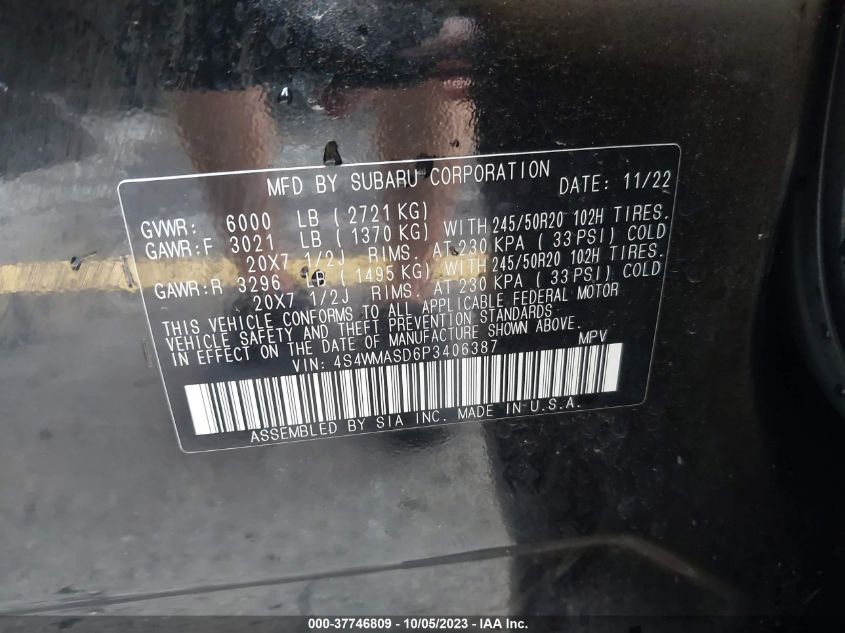 MFD BY SUBARU CORPORATION DATE: 11/22
GVWR: 6000 LB ( 2721 KG)
GAWR:F 3021 LB ( 1370 KG) WITH 245/50R20 102H TIRES.
20X7 1/2J RIMS. AT 230 KPA ( 33 PSI) COLD
GAWR:R 3296 LB ( 1495 KG) WITH 245/50R20 102H TIRES.
20X7 1/2J RIMS. AT 230 KPA ( 33 PSI) COLD
THIS VEHICLE CONFORMS TO ALL APPLICABLE FEDERAL MOTOR
VEHICLE SAFETY AND THEFT PREVENTION STANDARDS
IN EFFECT ON THE DATE OF MANUFACTURE SHOWN ABOVE.
VIN: 4S4WMASD6P3406387 MPV
ASSEMBLED BY SIA INC. MADE IN U.S.A.
000-37746809 - 10/05/2023 - IAA Inc.